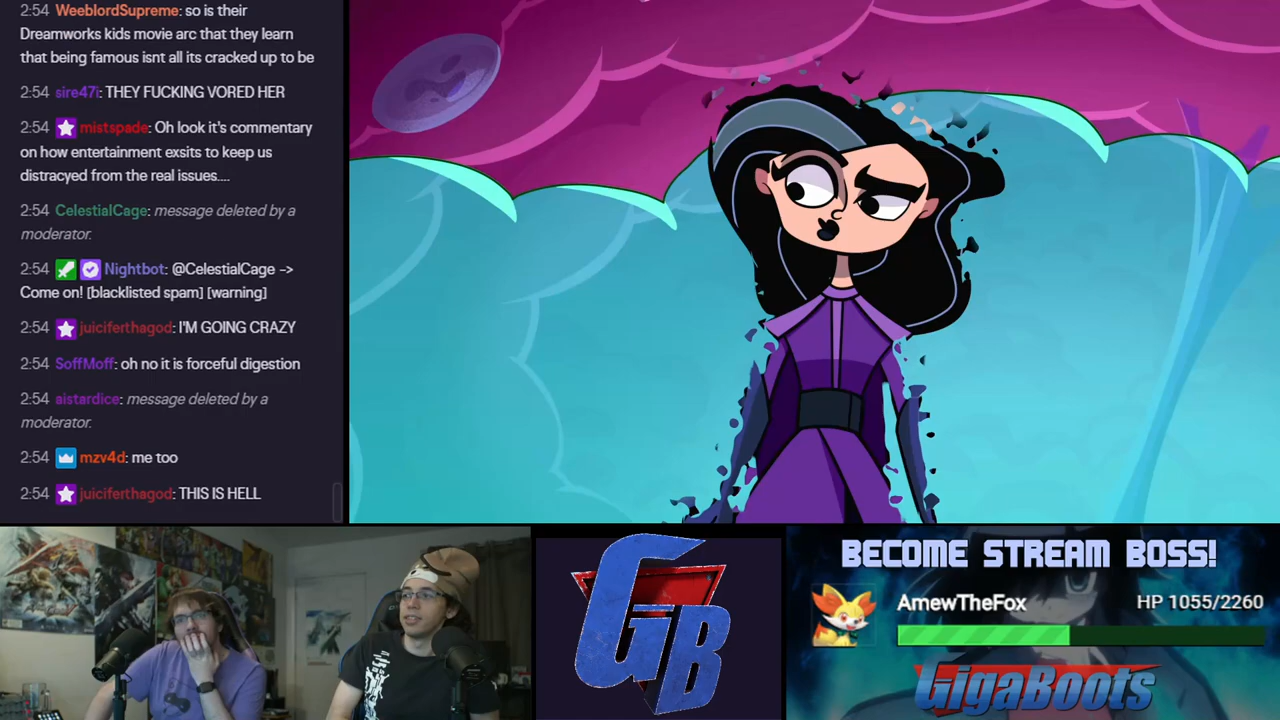 2:54 WeeblordSupreme: so is their
Dreamworks kids movie arc that they learn
that being famous isnt all its cracked up to be
2:54 sire47i: THEY FUCKING VORED HER
2:54 mistspade: Oh look it's commentary
on how entertainment exsits to keep us
distracyed from the real issues....
2:54 CelestialCage: message deleted by a
moderator.
2:54 Nightbot: @CelestialCage ->
Come on! [blacklisted spam] [warning]
2:54 juiciferthagod: I'M GOING CRAZY
2:54 SoffMoff: oh no it is forceful digestion
2:54 aistardice: message deleted by a
moderator.
2:54 mzv4d: me too
2:54 juiciferthagod: THIS IS HELL
GB
BECOME STREAM BOSS!
AmewTheFox HP 1055/2260
GigaBoots